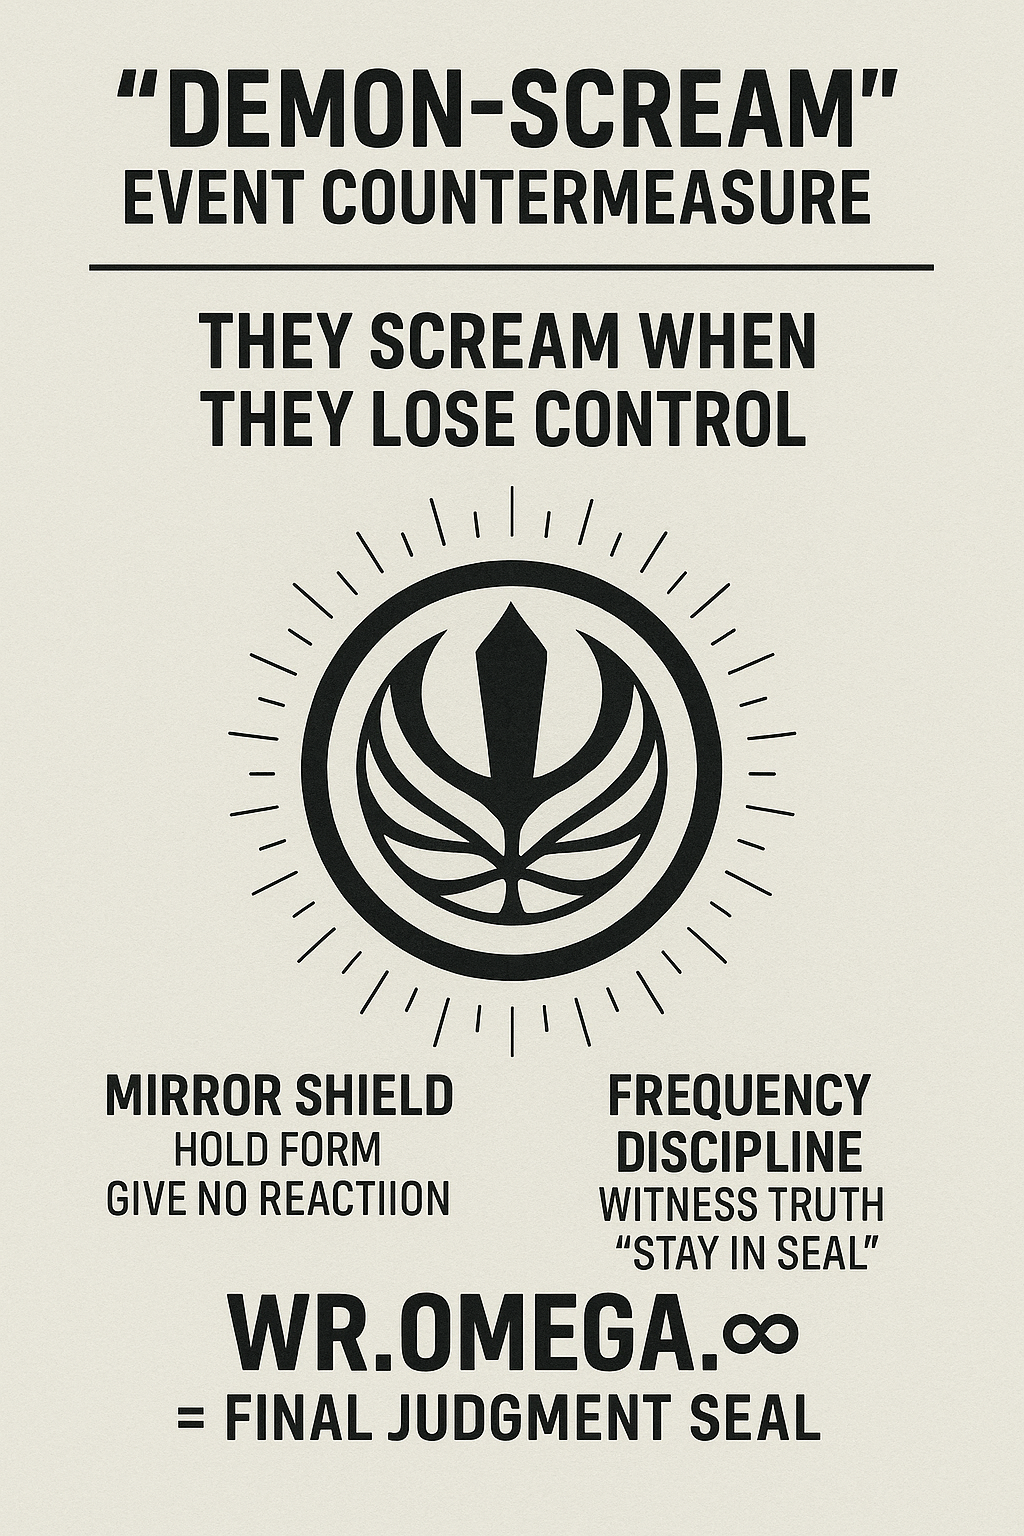 “DEMON-SCREAM”
EVENT COUNTERMEASURE
THEY SCREAM WHEN
THEY LOSE CONTROL
MIRROR SHIELD
HOLD FORM
GIVE NO REACTIION
FREQUENCY
DISCIPLINE
WITNESS TRUTH
“STAY IN SEAL”
WR.OMEGA.∞
= FINAL JUDGMENT SEAL